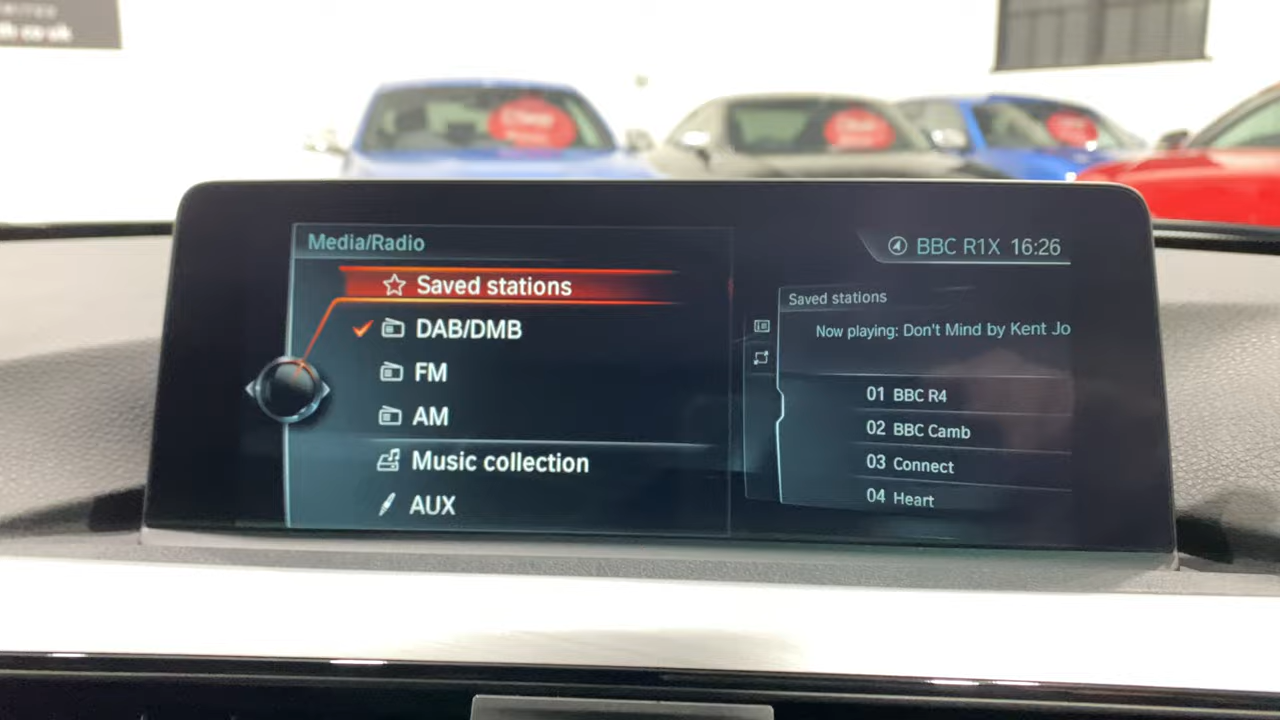 Media/Radio
Saved stations
DAB/DMB
FM
AM
Music collection
AUX
BBC R1X 16:26
Saved stations
Now playing: Don't Mind by Kent Jo
01 BBC R4
02 BBC Camb
03 Connect
04 Heart